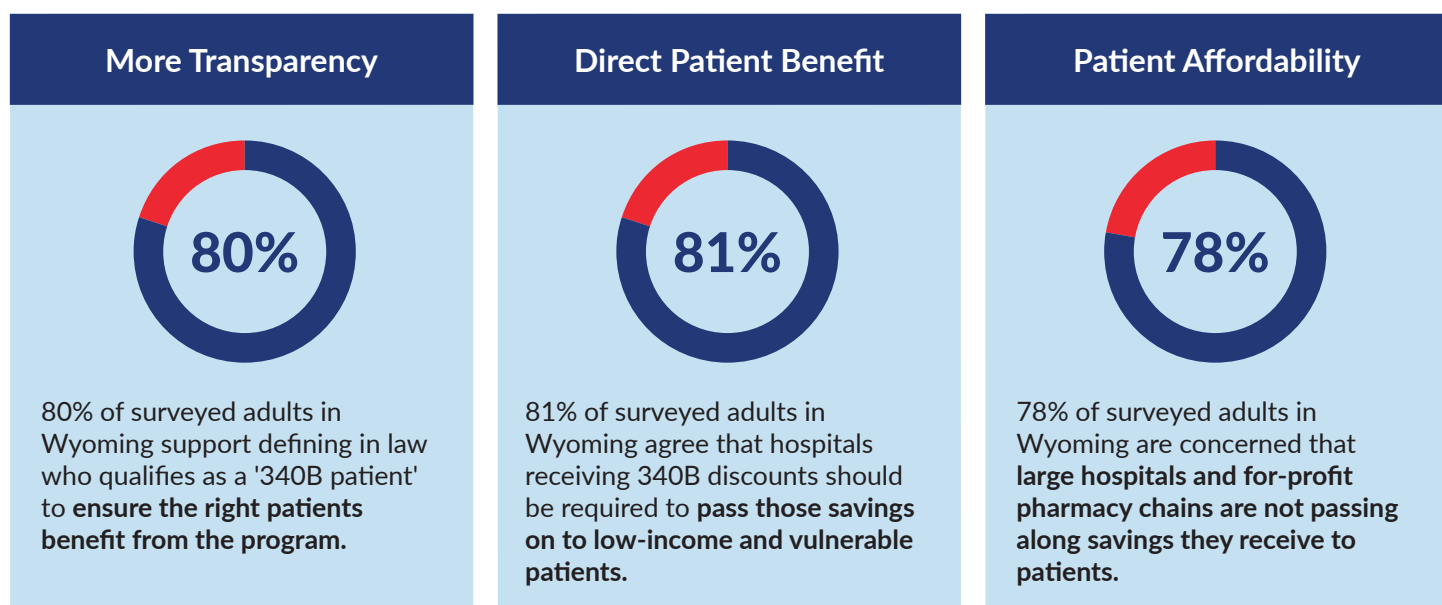 More Transparency
80%
80% of surveyed adults in
Wyoming support defining in law
who qualifies as a '340B patient'
to ensure the right patients
benefit from the program.
Direct Patient Benefit
81%
81% of surveyed adults in
Wyoming agree that hospitals
receiving 340B discounts should
be required to pass those savings
on to low-income and vulnerable
patients.
Patient Affordability
78%
78% of surveyed adults in
Wyoming are concerned that
large hospitals and for-profit
pharmacy chains are not passing
along savings they receive to
patients.